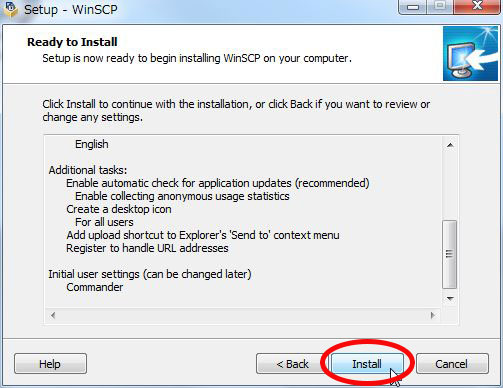 Setup - WinSCP
Ready to Install
Setup is now ready to begin installing WinSCP on your computer.
Click Install to continue with the installation, or click Back if you want to review or
change any settings.
English
Additional tasks:
Enable automatic check for application updates (recommended)
Enable collecting anonymous usage statistics
Create a desktop icon
For all users
Add upload shortcut to Explorer's 'Send to' context menu
Register to handle URL addresses
Initial user settings (can be changed later)
Commander
Help
< Back
Install
Cancel